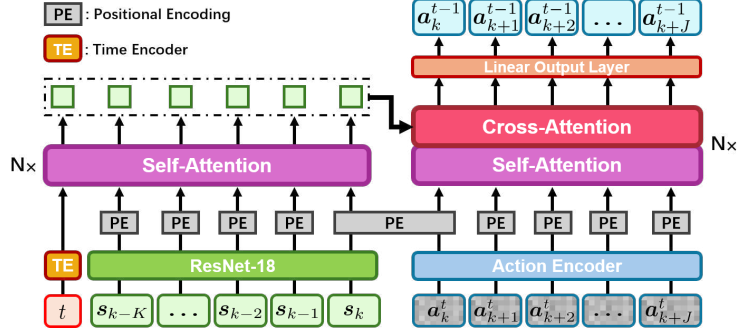 PE : Positional Encoding
TE : Time Encoder
a_k^{t-1} a_{k+1}^{t-1} a_{k+2}^{t-1} ... a_{k+J}^{t-1}
Linear Output Layer
Cross-Attention
N× Self-Attention Self-Attention N×
PE PE PE PE PE PE PE PE PE
TE ResNet-18 Action Encoder
t s_{k-K} ... s_{k-2} s_{k-1} s_k a_k^t a_{k+1}^t a_{k+2}^t ... a_{k+J}^t